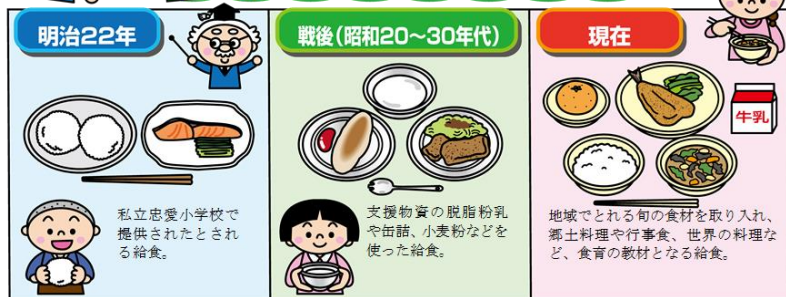 明治22年
私立忠愛小学校で
提供されたとされ
る給食。
戦後(昭和20～30年代)
支援物資の脱脂粉乳
や缶詰、小麦粉などを
使った給食。
現在
牛乳
地域でとれる旬の食材を取り入れ、
郷土料理や行事食、世界の料理な
ど、食育の教材となる給食。